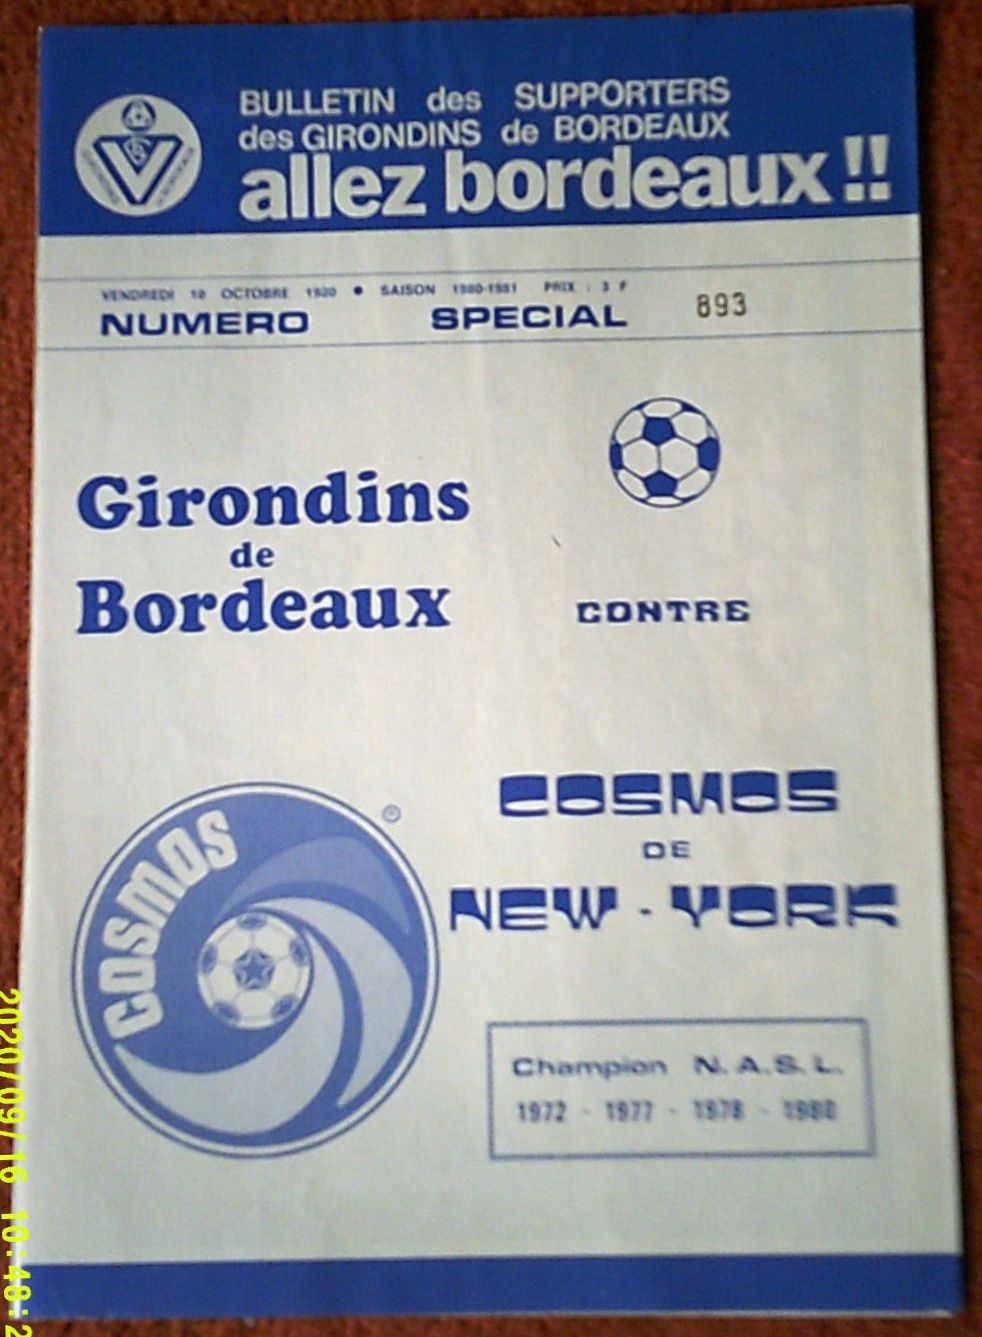 BULLETIN des SUPPORTERS
des GIRONDINS de BORDEAUX
allez bordeaux !!
VENDREDI 10 OCTOBRE 1980 • SAISON 1980-1981 PRIX : 3 F
NUMERO SPECIAL 893
Girondins
de
Bordeaux
CONTRE
COSMOS
DE
NEW - YORK
COSMOS
Champion N.A.S.L.
1972 - 1977 - 1978 - 1980
2020/09/16 10:48:2